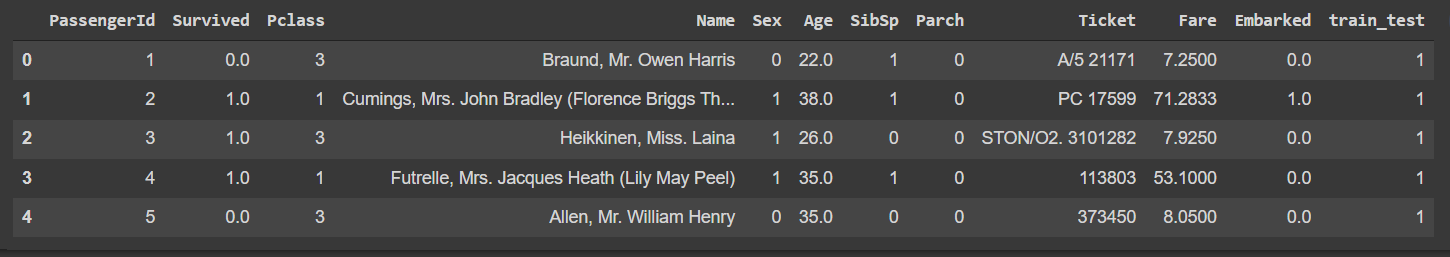 PassengerId Survived Pclass Name Sex Age SibSp Parch Ticket Fare Embarked train_test
0 1 0.0 3 Braund, Mr. Owen Harris 0 22.0 1 0 A/5 21171 7.2500 0.0 1
1 2 1.0 1 Cumings, Mrs. John Bradley (Florence Briggs Th... 1 38.0 1 0 PC 17599 71.2833 1.0 1
2 3 1.0 3 Heikkinen, Miss. Laina 1 26.0 0 0 STON/O2. 3101282 7.9250 0.0 1
3 4 1.0 1 Futrelle, Mrs. Jacques Heath (Lily May Peel) 1 35.0 1 0 113803 53.1000 0.0 1
4 5 0.0 3 Allen, Mr. William Henry 0 35.0 0 0 373450 8.0500 0.0 1